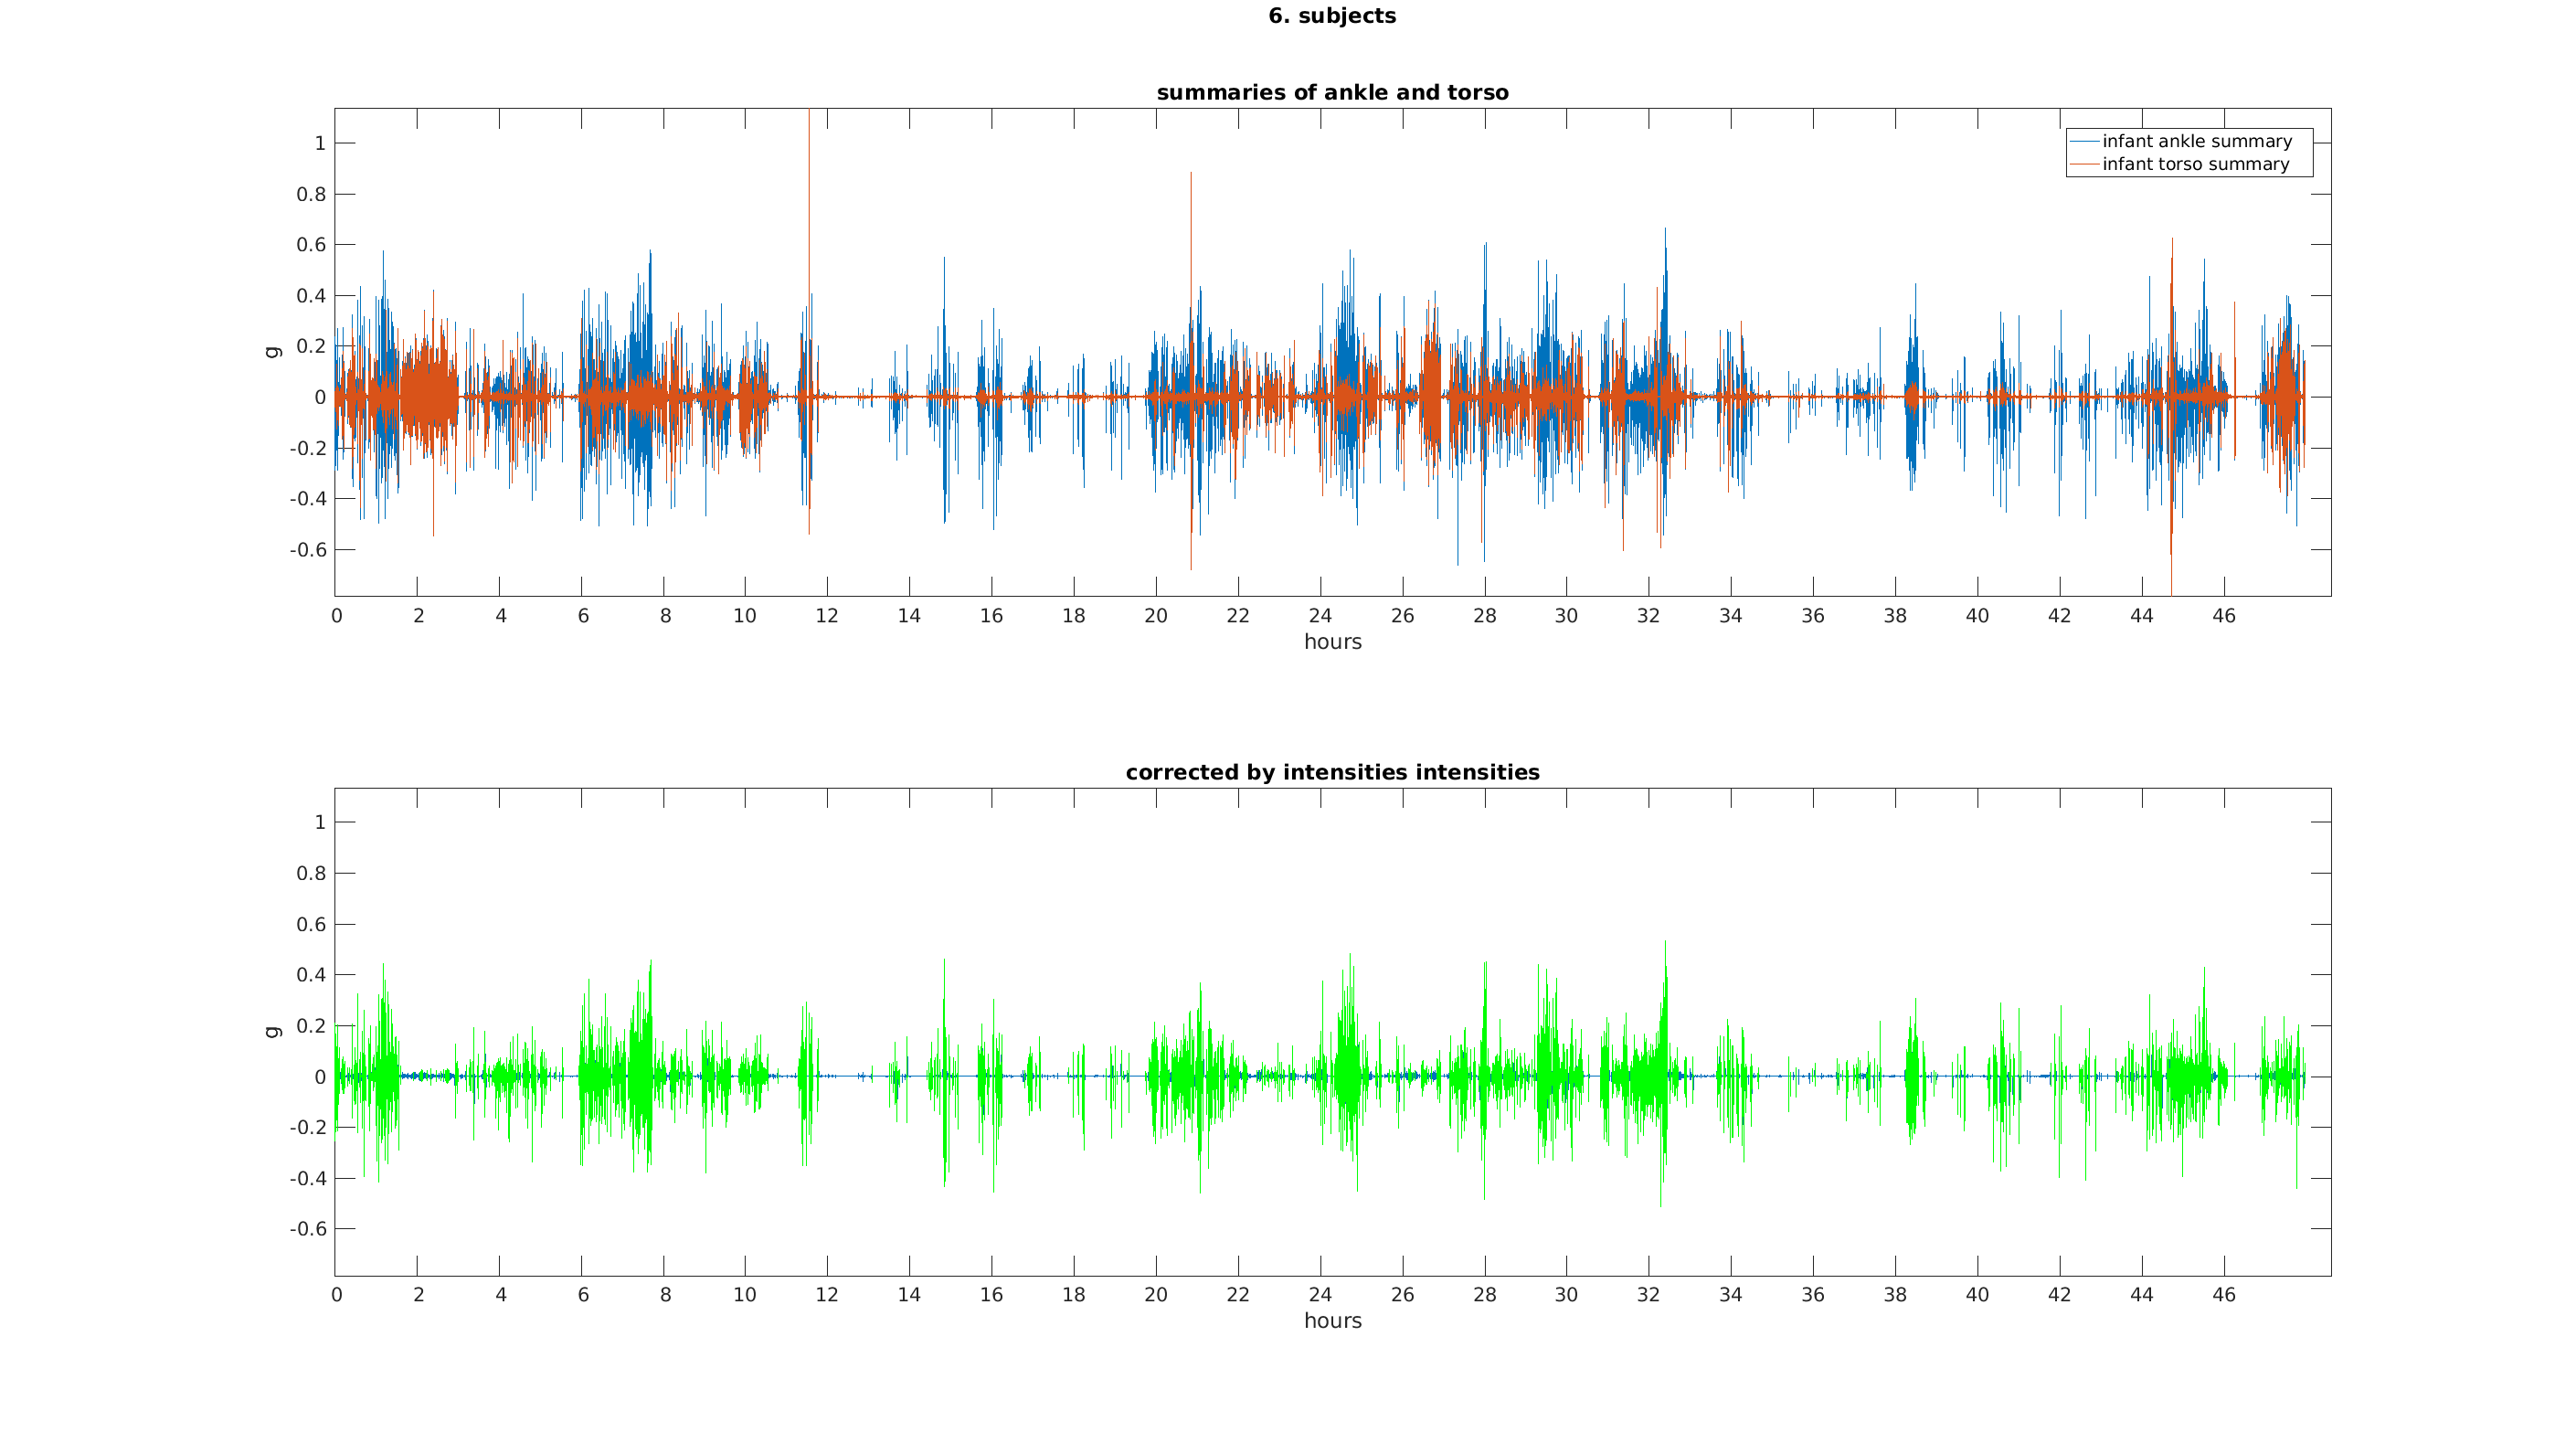 6. subjects
summaries of ankle and torso
infant ankle summary
infant torso summary
1
0.8
0.6
0.4
0.2
0
-0.2
-0.4
-0.6
g
0 2 4 6 8 10 12 14 16 18 20 22 24 26 28 30 32 34 36 38 40 42 44 46
hours
corrected by intensities intensities
1
0.8
0.6
0.4
0.2
0
-0.2
-0.4
-0.6
g
0 2 4 6 8 10 12 14 16 18 20 22 24 26 28 30 32 34 36 38 40 42 44 46
hours